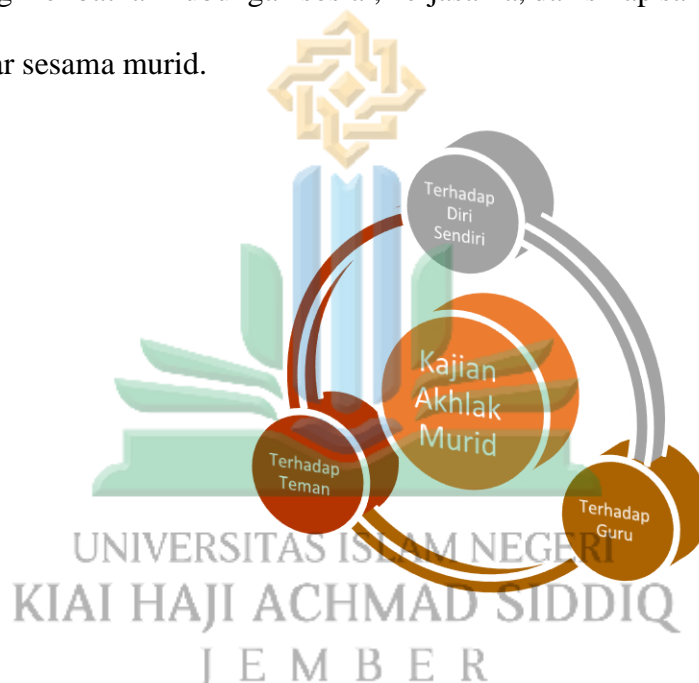 ar sesama murid.
Terhadap
Diri
Sendiri
Kajian
Akhlak
Murid
Terhadap
Teman
Terhadap
Guru
UNIVERSITAS ISLAM NEGERI
KIAI HAJI ACHMAD SIDDIQ
JEMBER